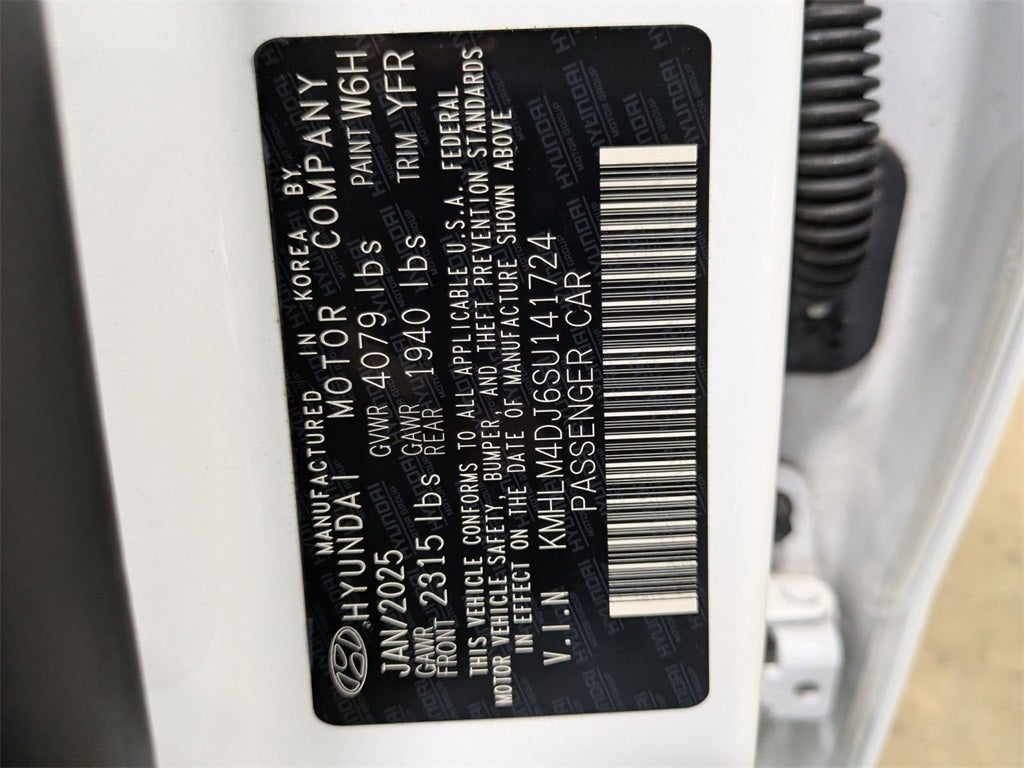 MANUFACTURED IN KOREA BY.
HYUNDAI MOTOR COMPANY
JAN/2025 GVWR 4079 lbs PAINT W6H
GAWR FRONT 2315 lbs GAWR REAR 1940 lbs TRIM YFR
THIS VEHICLE CONFORMS TO ALL APPLICABLE U.S.A. FEDERAL
MOTOR VEHICLE SAFETY, BUMPER, AND THEFT PREVENTION STANDARDS
IN EFFECT ON THE DATE OF MANUFACTURE SHOWN ABOVE
V.I.N KMHLM4DJ6SU141724
PASSENGER CAR